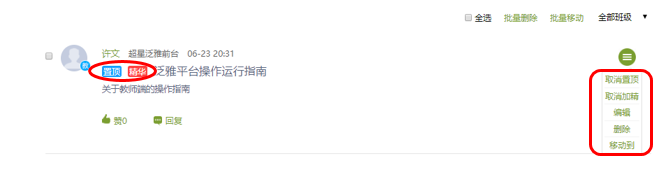 全选 批量删除 批量移动 全部班级 ▼
许文 超星泛雅前台 06-23 20:31
置顶 精华 泛雅平台操作运行指南
关于教师端的操作指南
赞0 回复
取消置顶
取消加精
编辑
删除
移动到